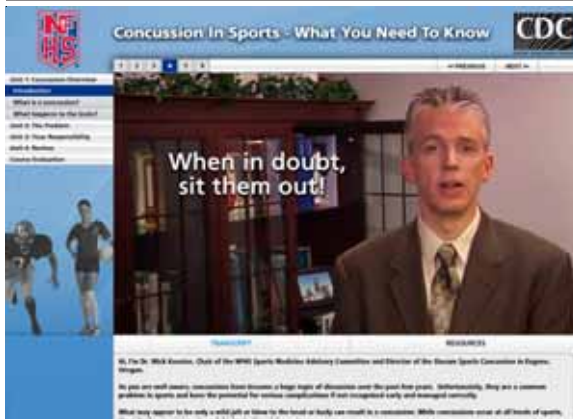 NF
HS
Concussion In Sports - What You Need To Know
CDC
1 2 3 4 5 6
<< PREVIOUS NEXT >>
Unit 1: Concussion Overview
Introduction
What is a concussion?
What happens to the brain?
Unit 2: The Problem
Unit 3: Your Responsibility
Unit 4: Review
Course Evaluation
When in doubt,
sit them out!
TRANSCRIPT RESOURCES
Hi, I'm Dr. Mick Koester, Chair of the NFHS Sports Medicine Advisory Committee and Director of the Slocum Sports Concussion in Eugene,
Oregon.
As you are well aware, concussions have become a huge topic of discussion over the past few years. Unfortunately, they are a common
problem in sports and have the potential for serious complications if not recognized early and managed correctly.
What may appear to be only a mild jolt or blow to the head or body can result in a concussion. While concussions occur at all levels of sports,